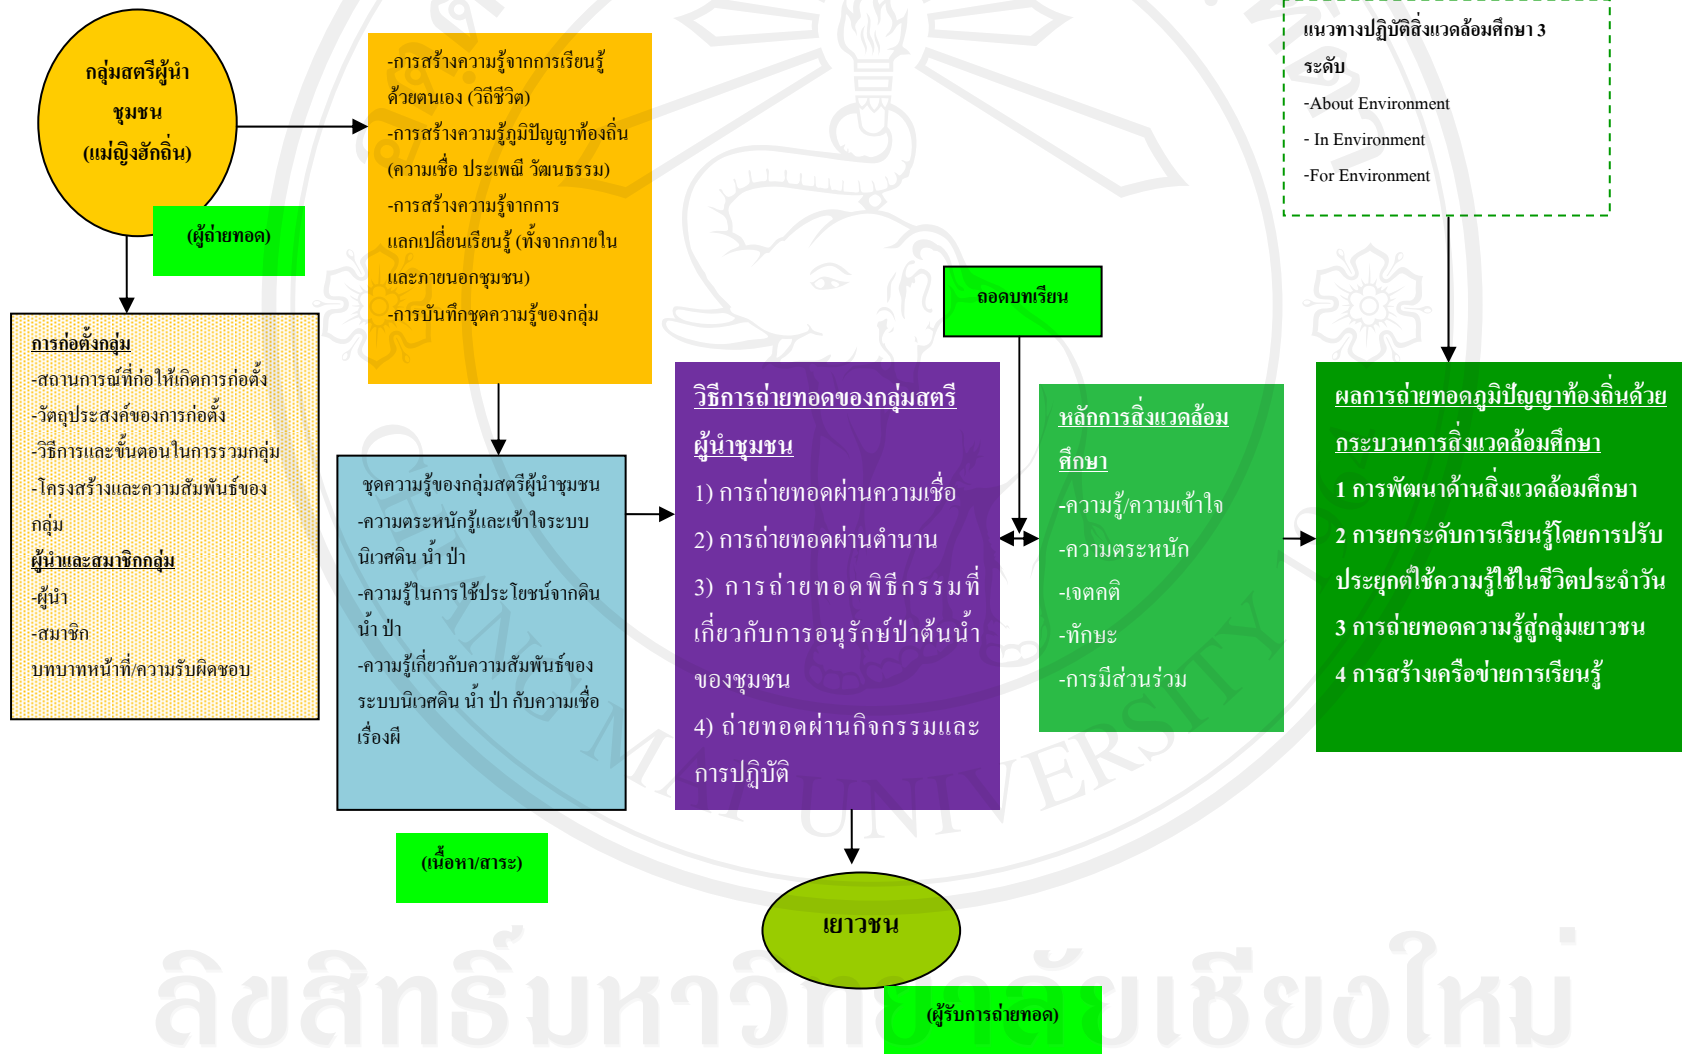 กลุ่มสตรีผู้นำ
ชุมชน
(แม่ญิงฮักถิ่น)
(ผู้ถ่ายทอด)
การก่อตั้งกลุ่ม
-สถานการณ์ที่ก่อให้เกิดการก่อตั้ง
-วัตถุประสงค์ของการก่อตั้ง
-วิธีการและขั้นตอนในการรวมกลุ่ม
-โครงสร้างและความสัมพันธ์ของ
กลุ่ม
ผู้นำและสมาชิกกลุ่ม
-ผู้นำ
-สมาชิก
บทบาทหน้าที่/ความรับผิดชอบ
-การสร้างความรู้จากการเรียนรู้
ด้วยตนเอง (วิถีชีวิต)
-การสร้างความรู้ภูมิปัญญาท้องถิ่น
(ความเชื่อ ประเพณี วัฒนธรรม)
-การสร้างความรู้จากการ
แลกเปลี่ยนเรียนรู้ (ทั้งจากภายใน
และภายนอกชุมชน)
-การบันทึกชุดความรู้ของกลุ่ม
ชุดความรู้ของกลุ่มสตรีผู้นำชุมชน
-ความตระหนักรู้และเข้าใจระบบ
นิเวศดิน น้ำ ป่า
-ความรู้ในการใช้ประโยชน์จากดิน
น้ำ ป่า
-ความรู้เกี่ยวกับความสัมพันธ์ของ
ระบบนิเวศดิน น้ำ ป่า กับความเชื่อ
เรื่องผี
(เนื้อหา/สาระ)
วิธีการถ่ายทอดของกลุ่มสตรี
ผู้นำชุมชน
1) การถ่ายทอดผ่านความเชื่อ
2) การถ่ายทอดผ่านตำนาน
3) การถ่ายทอดพิธีกรรมที่
เกี่ยวกับการอนุรักษ์ป่าต้นน้ำ
ของชุมชน
4) ถ่ายทอดผ่านกิจกรรมและ
การปฏิบัติ
เยาวชน
(ผู้รับการถ่ายทอด)
ถอดบทเรียน
หลักการสิ่งแวดล้อม
ศึกษา
-ความรู้/ความเข้าใจ
-ความตระหนัก
-เจตคติ
-ทักษะ
-การมีส่วนร่วม
แนวทางปฏิบัติสิ่งแวดล้อมศึกษา 3
ระดับ
-About Environment
- In Environment
-For Environment
ผลการถ่ายทอดภูมิปัญญาท้องถิ่นด้วย
กระบวนการสิ่งแวดล้อมศึกษา
1 การพัฒนาด้านสิ่งแวดล้อมศึกษา
2 การยกระดับการเรียนรู้โดยการปรับ
ประยุกต์ใช้ความรู้ใช้ในชีวิตประจำวัน
3 การถ่ายทอดความรู้สู่กลุ่มเยาวชน
4 การสร้างเครือข่ายการเรียนรู้
CHIANG MAI UNIVERSITY 1964
ลิขสิทธิ์มหาวิทยาลัยเชียงใหม่